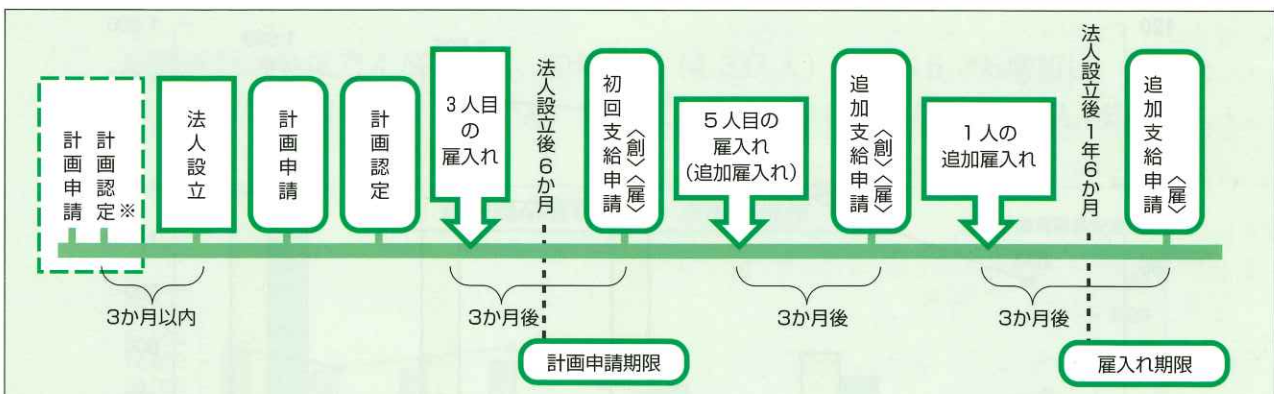 計画申請
計画認定※
法人設立
計画申請
計画認定
3人目
の
雇入れ
法人設立後6か月
初回支給申請
〈創〉〈雇〉
5人目の
雇入れ
(追加雇入れ)
追加支給申請
〈創〉〈雇〉
1人の
追加雇入れ
法人設立後1年6か月
追加支給申請
〈雇〉
3か月以内
3か月後
3か月後
3か月後
計画申請期限
雇入れ期限